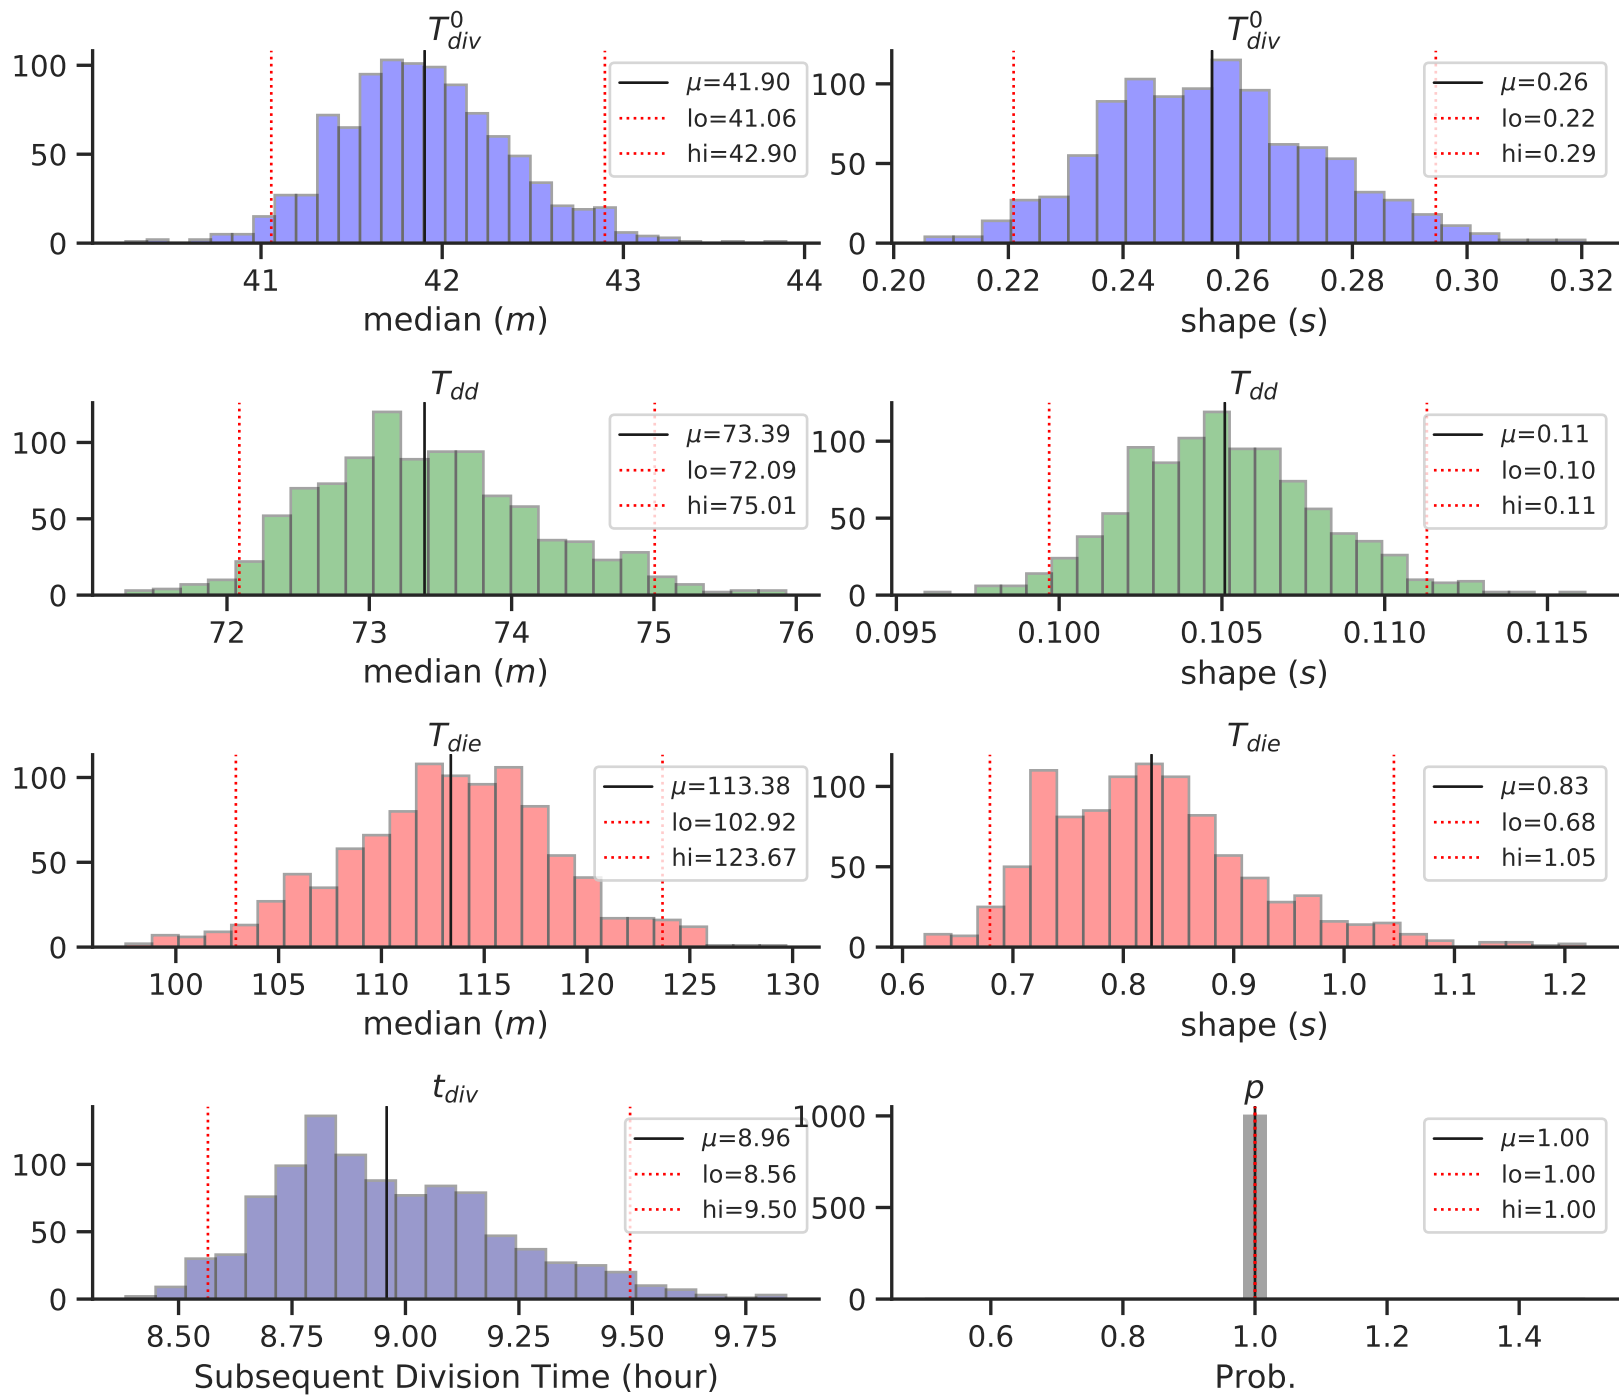 T⁰div
100
50
0
μ=41.90
lo=41.06
hi=42.90
41 42 43 44
median (m)
T⁰div
100
50
0
μ=0.26
lo=0.22
hi=0.29
0.20 0.22 0.24 0.26 0.28 0.30 0.32
shape (s)
Tdd
100
50
0
μ=73.39
lo=72.09
hi=75.01
72 73 74 75 76
median (m)
Tdd
100
50
0
μ=0.11
lo=0.10
hi=0.11
0.095 0.100 0.105 0.110 0.115
shape (s)
Tdie
100
50
0
μ=113.38
lo=102.92
hi=123.67
100 105 110 115 120 125 130
median (m)
Tdie
100
50
0
μ=0.83
lo=0.68
hi=1.05
0.6 0.7 0.8 0.9 1.0 1.1 1.2
shape (s)
tdiv
100
50
0
μ=8.96
lo=8.56
hi=9.50
8.50 8.75 9.00 9.25 9.50 9.75
Subsequent Division Time (hour)
p
1000
500
0
μ=1.00
lo=1.00
hi=1.00
0.6 0.8 1.0 1.2 1.4
Prob.